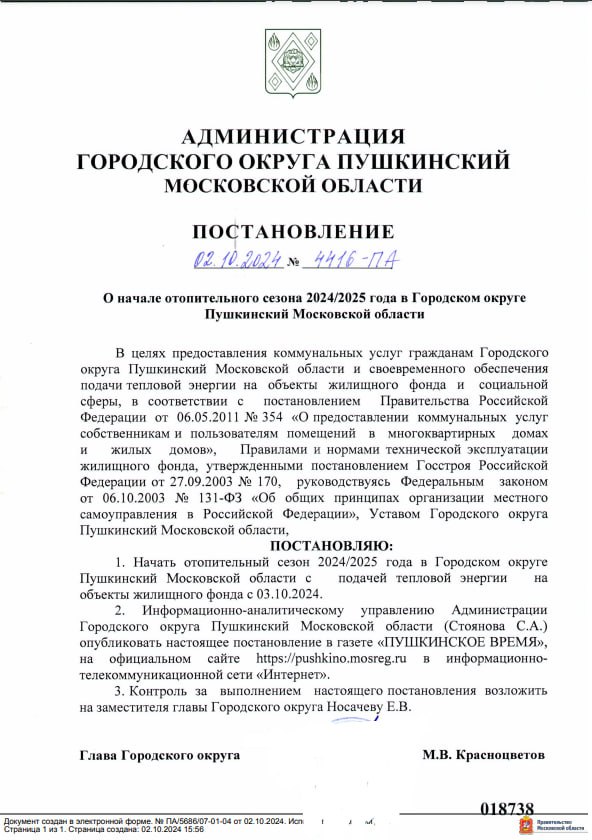 АДМИНИСТРАЦИЯ
ГОРОДСКОГО ОКРУГА ПУШКИНСКИЙ
МОСКОВСКОЙ ОБЛАСТИ
ПОСТАНОВЛЕНИЕ
02.10.2024 № 4416-ПА
О начале отопительного сезона 2024/2025 года в Городском округе
Пушкинский Московской области
В целях предоставления коммунальных услуг гражданам Городского
округа Пушкинский Московской области и своевременного обеспечения
подачи тепловой энергии на объекты жилищного фонда и социальной
сферы, в соответствии с постановлением Правительства Российской
Федерации от 06.05.2011 № 354 «О предоставлении коммунальных услуг
собственникам и пользователям помещений в многоквартирных домах
и жилых домов», Правилами и нормами технической эксплуатации
жилищного фонда, утвержденными постановлением Госстроя Российской
Федерации от 27.09.2003 № 170, руководствуясь Федеральным законом
от 06.10.2003 № 131-ФЗ «Об общих принципах организации местного
самоуправления в Российской Федерации», Уставом Городского округа
Пушкинский Московской области,
ПОСТАНОВЛЯЮ:
1. Начать отопительный сезон 2024/2025 года в Городском округе
Пушкинский Московской области с подачей тепловой энергии на
объекты жилищного фонда с 03.10.2024.
2. Информационно-аналитическому управлению Администрации
Городского округа Пушкинский Московской области (Стоянова С.А.)
опубликовать настоящее постановление в газете «ПУШКИНСКОЕ ВРЕМЯ»,
на официальном сайте https://pushkino.mosreg.ru в информационно-
телекоммуникационной сети «Интернет».
3. Контроль за выполнением настоящего постановления возложить
на заместителя главы Городского округа Носачеву Е.В.
Глава Городского округа М.В. Красноцветов
018738
Документ создан в электронной форме. № ПА/5686/07-01-04 от 02.10.2024.
Страница 1 из 1. Страница создана: 02.10.2024 15:56
Правительство
Московской области